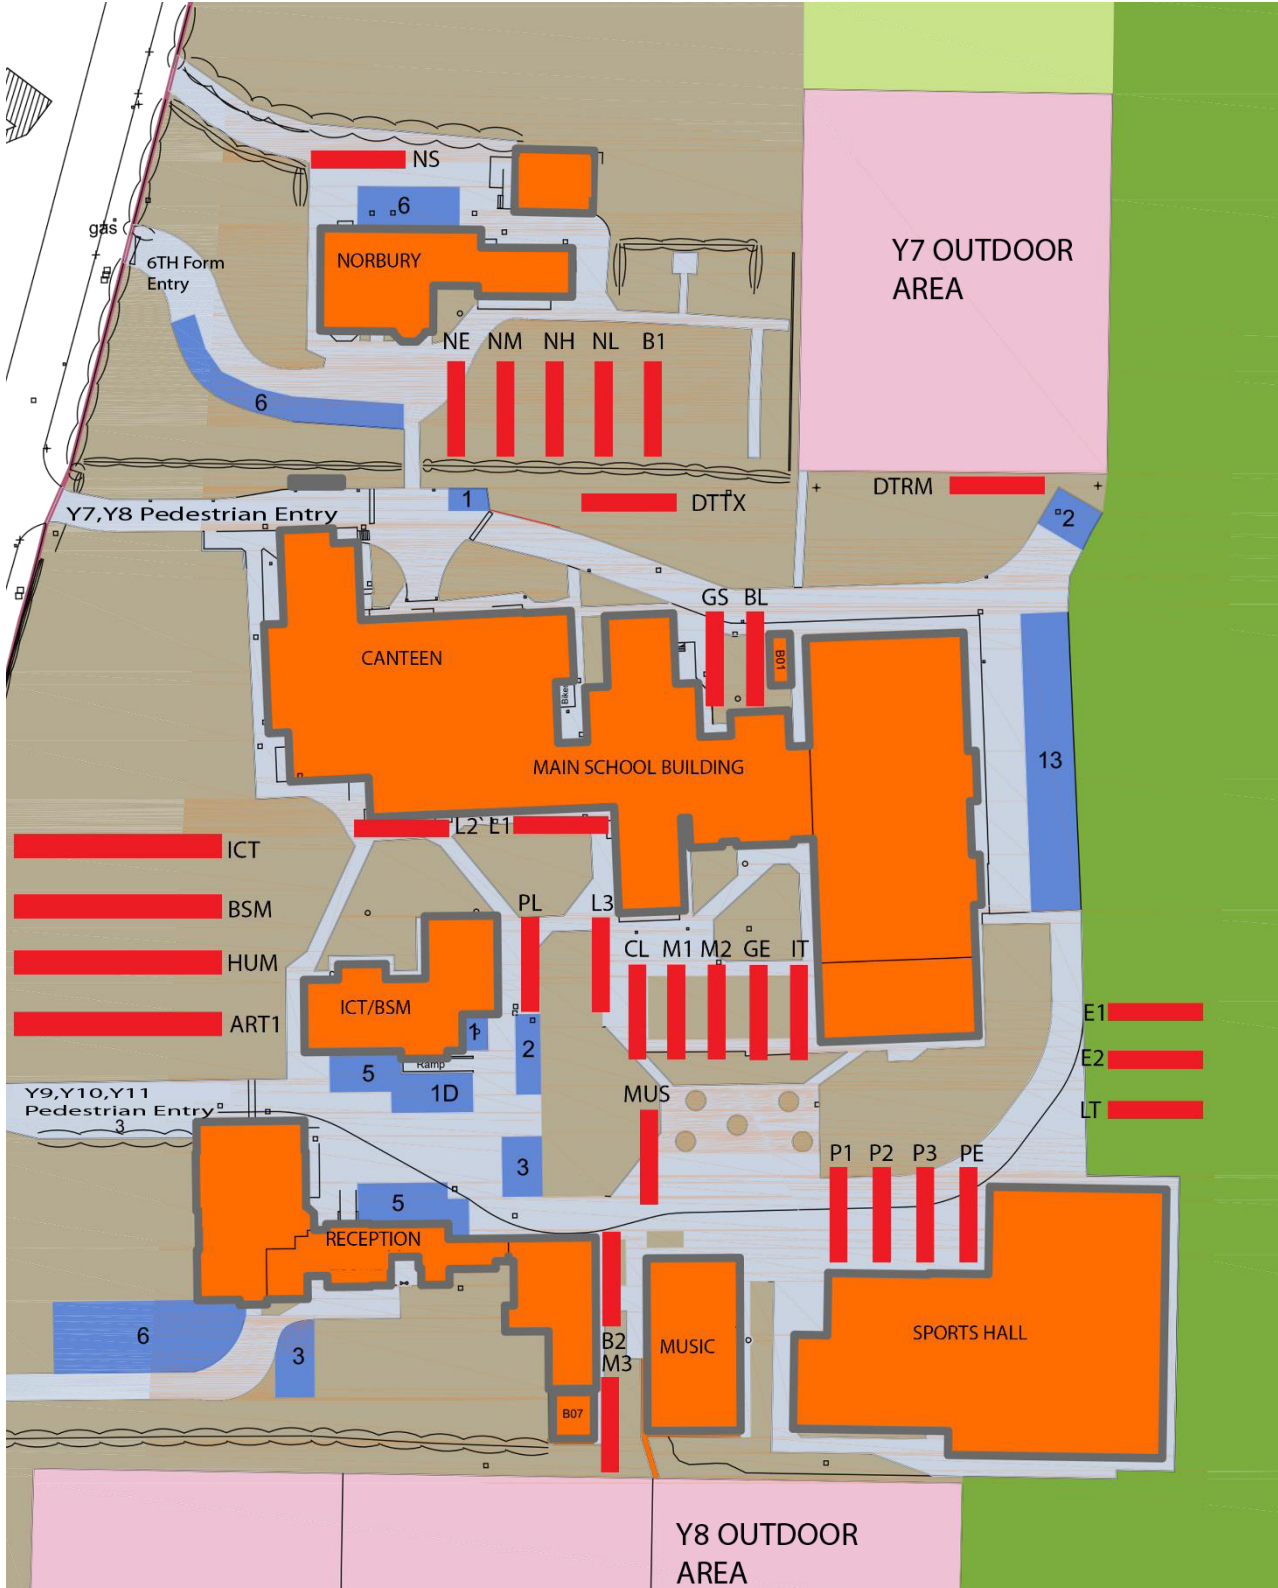 NS
6
gas
NORBURY
6TH Form
Entry
Y7 OUTDOOR
AREA
NE
NM
NH
NL
B1
6
1
DTTX
DTRM
2
Y7,Y8 Pedestrian Entry
GS
BL
B01
CANTEEN
Bikes
MAIN SCHOOL BUILDING
13
L2`
E1
ICT
BSM
HUM
ART1
PL
L3
CL
M1
M2
GE
IT
ICT/BSM
1
2
Ramp
5
1D
E1
E2
LT
Y9,Y10,Y11
Pedestrian Entry
3
MUS
3
P1
P2
P3
PE
5
RECEPTION
6
3
B2
M3
MUSIC
SPORTS HALL
B07
Y8 OUTDOOR
AREA